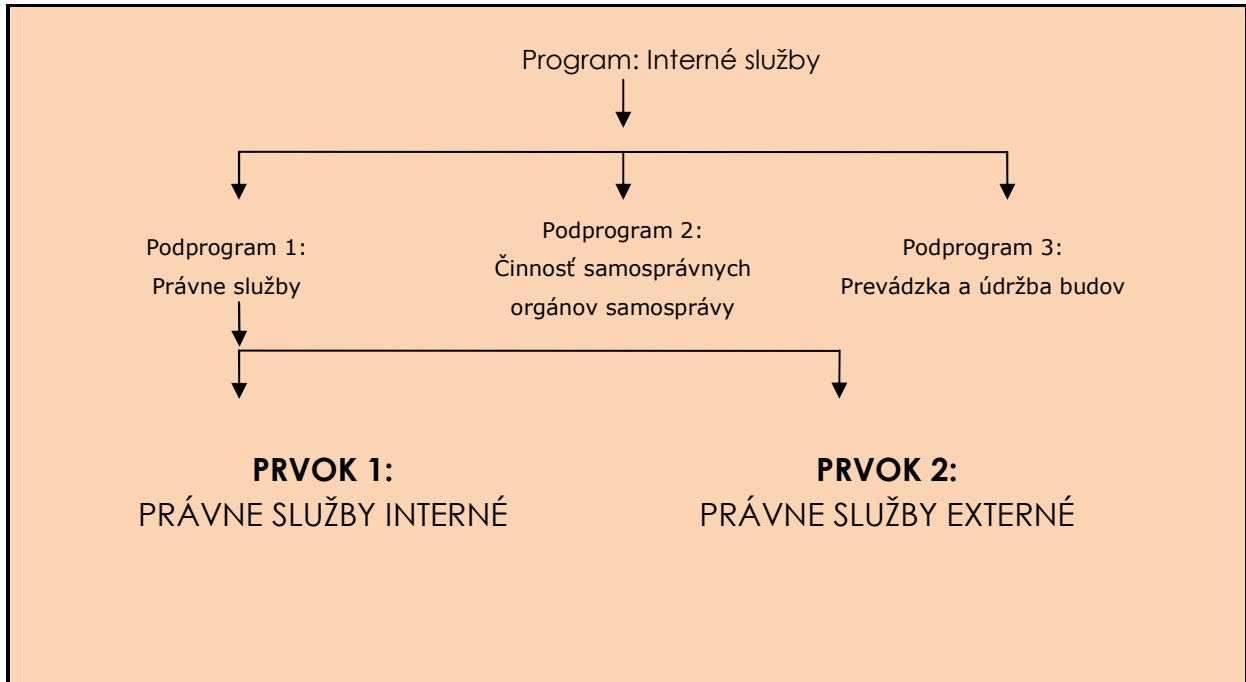 Program: Interné služby
Podprogram 1:
Právne služby
Podprogram 2:
Činnosť samosprávnych
orgánov samosprávy
Podprogram 3:
Prevádzka a údržba budov
PRVOK 1:
PRÁVNE SLUŽBY INTERNÉ
PRVOK 2:
PRÁVNE SLUŽBY EXTERNÉ